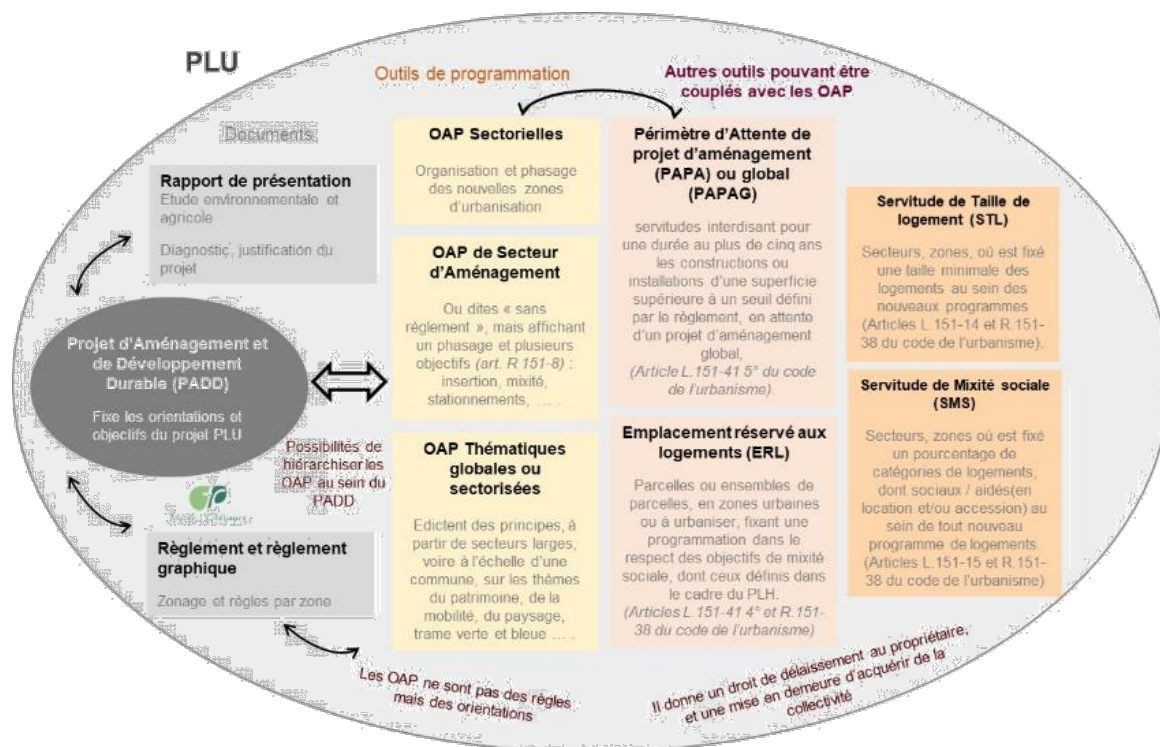 PLU
Documents
Rapport de présentation
Etude environnementale et
agricole
Diagnostic, justification du
projet
Projet d'Aménagement et
de Développement
Durable (PADD)
Fixe les orientations et
objectifs du projet PLU
Possibilités de
hiérarchiser les
OAP au sein du
PADD
Règlement et règlement
graphique
Zonage et règles par zone
Outils de programmation
OAP Sectorielles
Organisation et phasage
des nouvelles zones
d'urbanisation
OAP de Secteur
d'Aménagement
Ou dites « sans
règlement », mais affichant
un phasage et plusieurs
objectifs (art. R 151-8) :
insertion, mixité,
stationnements, … .
OAP Thématiques
globales ou
sectorisées
Edictent des principes, à
partir de secteurs larges,
voire à l'échelle d'une
commune, sur les thèmes
du patrimoine, de la
mobilité, du paysage,
trame verte et bleue … .
Les OAP ne sont pas des règles
mais des orientations
Autres outils pouvant être
couplés avec les OAP
Périmètre d'Attente de
projet d'aménagement
(PAPA) ou global
(PAPAG)
servitudes interdisant pour
une durée au plus de cinq ans
les constructions ou
installations d'une superficie
supérieure à un seuil défini
par le règlement, en attente
d'un projet d'aménagement
global,
(Article L.151-41 5° du code
de l'urbanisme).
Emplacement réservé aux
logements (ERL)
Parcelles ou ensembles de
parcelles, en zones urbaines
ou à urbaniser, fixant une
programmation dans le
respect des objectifs de mixité
sociale, dont ceux définis dans
le cadre du PLH.
(Articles L.151-41 4° et R.151-
38 du code de l'urbanisme)
Servitude de Taille de
logement (STL)
Secteurs, zones, où est fixé
une taille minimale des
logements au sein des
nouveaux programmes
(Articles L.151-14 et R.151-
38 du code de l'urbanisme).
Servitude de Mixité sociale
(SMS)
Secteurs, zones où est fixé
un pourcentage de
catégories de logements,
dont sociaux / aidés(en
location et/ou accession) au
sein de tout nouveau
programme de logements.
(Articles L.151-15 et R.151-
38 du code de l'urbanisme)
Il donne un droit de délaissement au propriétaire,
et une mise en demeure d'acquérir de la
collectivité